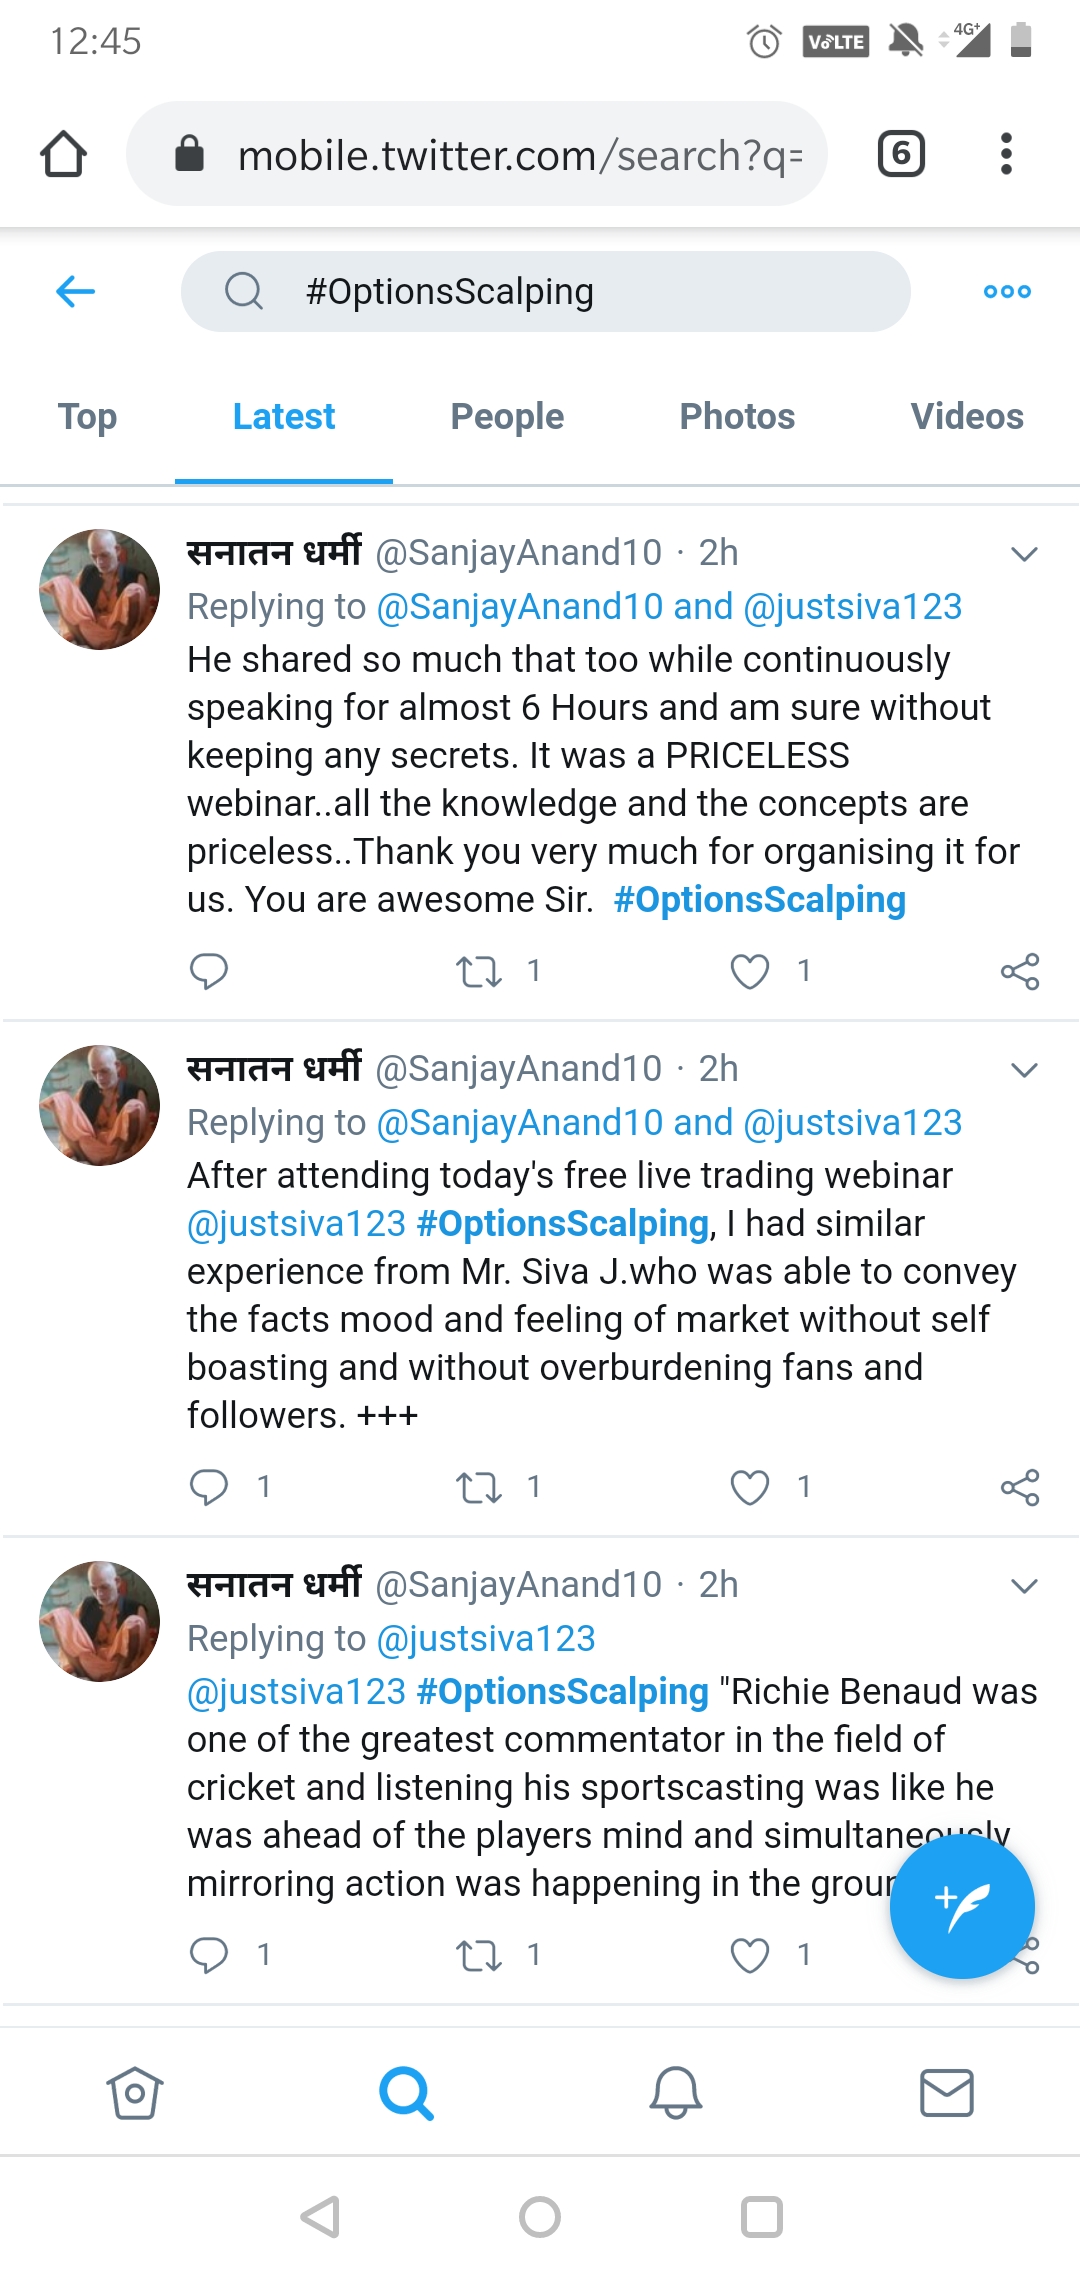 12:45
VoLTE
4G+
mobile.twitter.com/search?q=
6
#OptionsScalping
Top Latest People Photos Videos
सनातन धर्मी @SanjayAnand10 · 2h
Replying to @SanjayAnand10 and @justsiva123
He shared so much that too while continuously
speaking for almost 6 Hours and am sure without
keeping any secrets. It was a PRICELESS
webinar..all the knowledge and the concepts are
priceless..Thank you very much for organising it for
us. You are awesome Sir. #OptionsScalping
1 1
सनातन धर्मी @SanjayAnand10 · 2h
Replying to @SanjayAnand10 and @justsiva123
After attending today's free live trading webinar
@justsiva123 #OptionsScalping, I had similar
experience from Mr. Siva J.who was able to convey
the facts mood and feeling of market without self
boasting and without overburdening fans and
followers. +++
1 1 1
सनातन धर्मी @SanjayAnand10 · 2h
Replying to @justsiva123
@justsiva123 #OptionsScalping "Richie Benaud was
one of the greatest commentator in the field of
cricket and listening his sportscasting was like he
was ahead of the players mind and simultaneously
mirroring action was happening in the
1 1 1